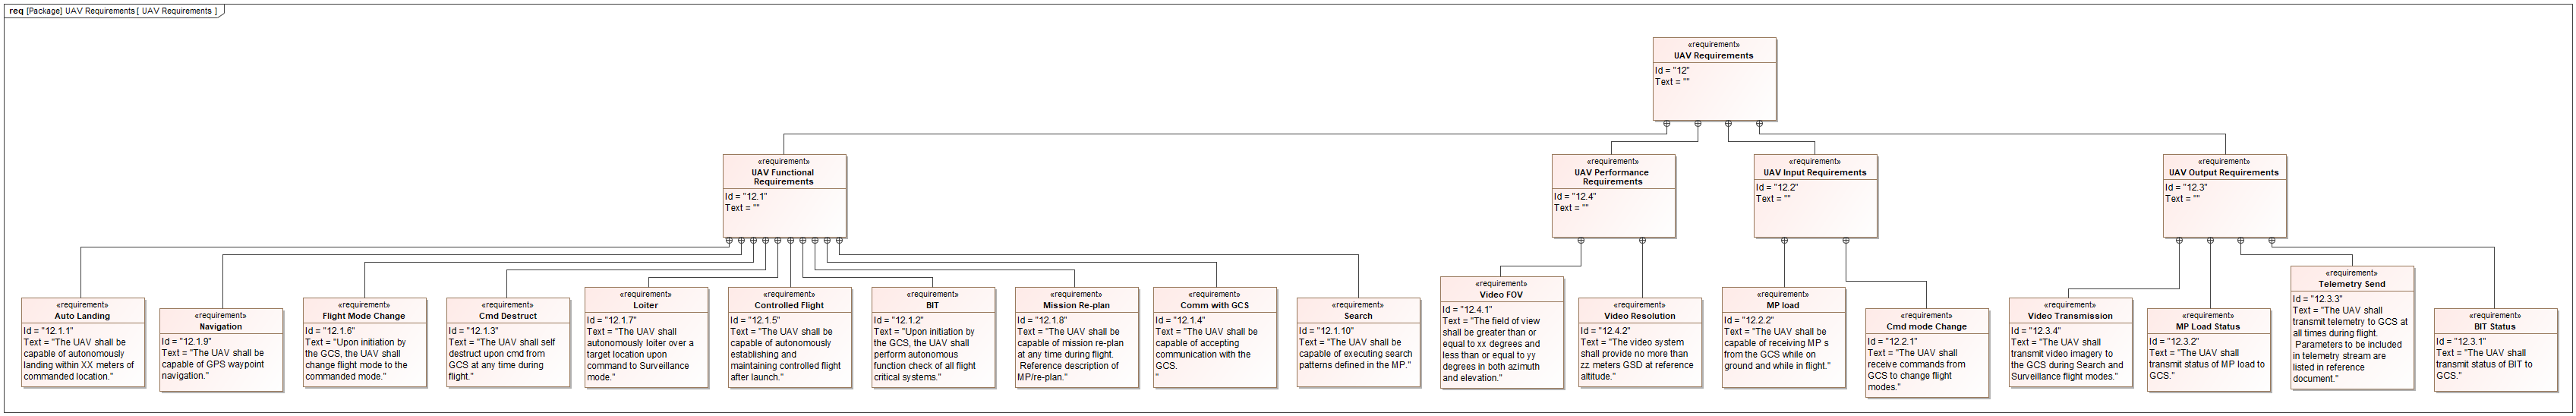 req [Package] UAV Requirements [ UAV Requirements ]
«requirement»
UAV Requirements
Id = "12"
Text = ""
«requirement»
UAV Functional
Requirements
Id = "12.1"
Text = ""
«requirement»
UAV Performance
Requirements
Id = "12.4"
Text = ""
«requirement»
UAV Input Requirements
Id = "12.2"
Text = ""
«requirement»
UAV Output Requirements
Id = "12.3"
Text = ""
«requirement»
Auto Landing
Id = "12.1.1"
Text = "The UAV shall be
capable of autonomously
landing within XX meters of
commanded location."
«requirement»
Navigation
Id = "12.1.9"
Text = "The UAV shall be
capable of GPS waypoint
navigation."
«requirement»
Flight Mode Change
Id = "12.1.6"
Text = "Upon initiation by
the GCS, the UAV shall
change flight mode to the
commanded mode."
«requirement»
Cmd Destruct
Id = "12.1.3"
Text = "The UAV shall self
destruct upon cmd from
GCS at any time during
flight."
«requirement»
Loiter
Id = "12.1.7"
Text = "The UAV shall
autonomously loiter over a
target location upon
command to Surveillance
mode."
«requirement»
Controlled Flight
Id = "12.1.5"
Text = "The UAV shall be
capable of autonomously
establishing and
maintaining controlled flight
after launch."
«requirement»
BIT
Id = "12.1.2"
Text = "Upon initiation by
the GCS, the UAV shall
perform autonomous
function check of all flight
critical systems."
«requirement»
Mission Re-plan
Id = "12.1.8"
Text = "The UAV shall be
capable of mission re-plan
at any time during flight.
Reference description of
MP/re-plan."
«requirement»
Comm with GCS
Id = "12.1.4"
Text = "The UAV shall be
capable of accepting
communication with the
GCS.
"
«requirement»
Search
Id = "12.1.10"
Text = "The UAV shall be
capable of executing search
patterns defined in the MP."
«requirement»
Video FOV
Id = "12.4.1"
Text = "The field of view
shall be greater than or
equal to xx degrees and
less than or equal to yy
degrees in both azimuth
and elevation."
«requirement»
Video Resolution
Id = "12.4.2"
Text = "The video system
shall provide no more than
zz meters GSD at reference
altitude."
«requirement»
MP load
Id = "12.2.2"
Text = "The UAV shall be
capable of receiving MP s
from the GCS while on
ground and while in flight."
«requirement»
Cmd mode Change
Id = "12.2.1"
Text = "The UAV shall
receive commands from
GCS to change flight
modes."
«requirement»
Video Transmission
Id = "12.3.4"
Text = "The UAV shall
transmit video imagery to
the GCS during Search and
Surveillance flight modes."
«requirement»
MP Load Status
Id = "12.3.2"
Text = "The UAV shall
transmit status of MP load to
GCS."
«requirement»
Telemetry Send
Id = "12.3.3"
Text = "The UAV shall
transmit telemetry to GCS at
all times during flight.
Parameters to be included
in telemetry stream are
listed in reference
document."
«requirement»
BIT Status
Id = "12.3.1"
Text = "The UAV shall
transmit status of BIT to
GCS."